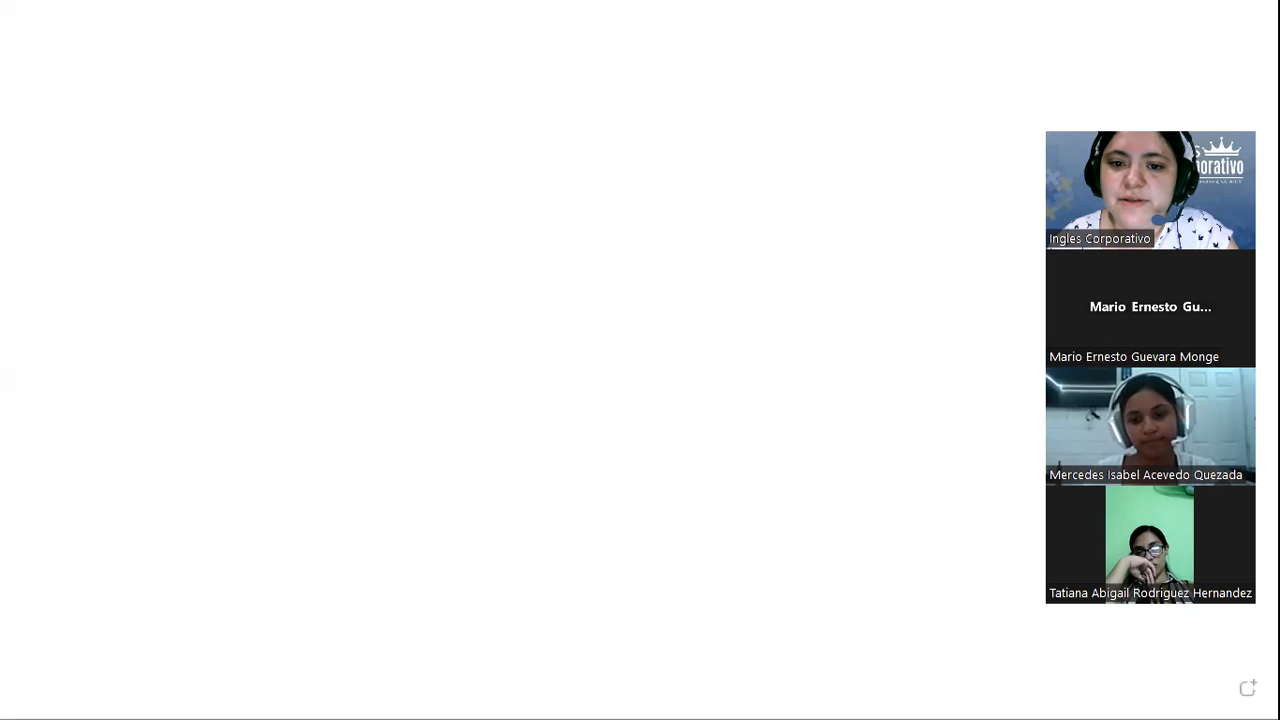 orativo
Ingles Corporativo
Mario Ernesto Gu...
Mario Ernesto Guevara Monge
Mercedes Isabel Acevedo Quezada
Tatiana Abigail Rodriguez Hernandez